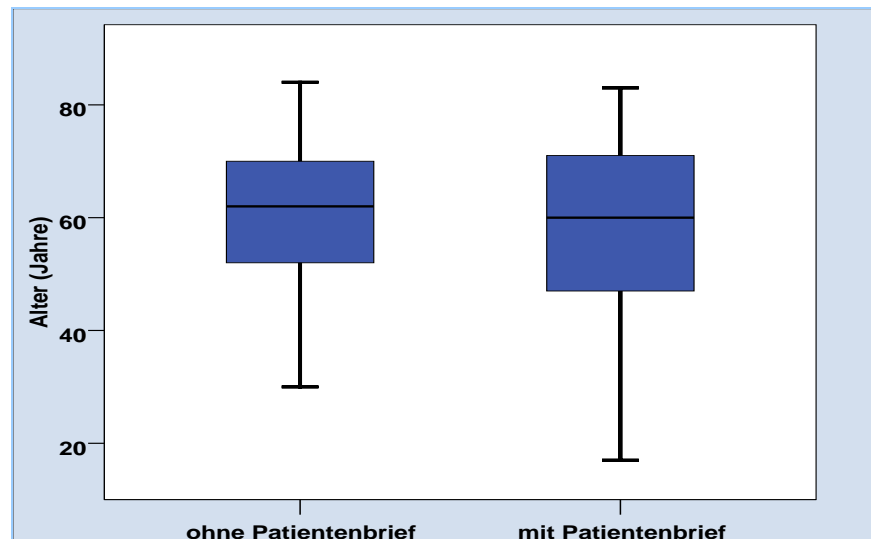 80
60
40
20
Alter (Jahre)
ohne Patientenbrief
mit Patientenbrief